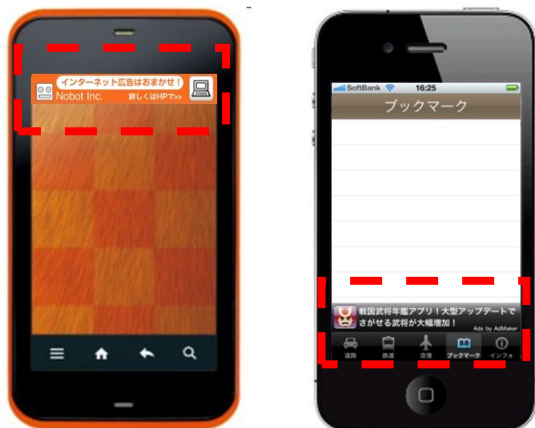 インターネット広告はおまかせ！
Nobot Inc.
詳しくはHPで>>
SoftBank
16:25
ブックマーク
戦国武将年鑑アプリ！大型アップデートで
さがせる武将が大幅増加！
Ads by AdMaker
道路
鉄道
空港
ブックマーク
インフォ